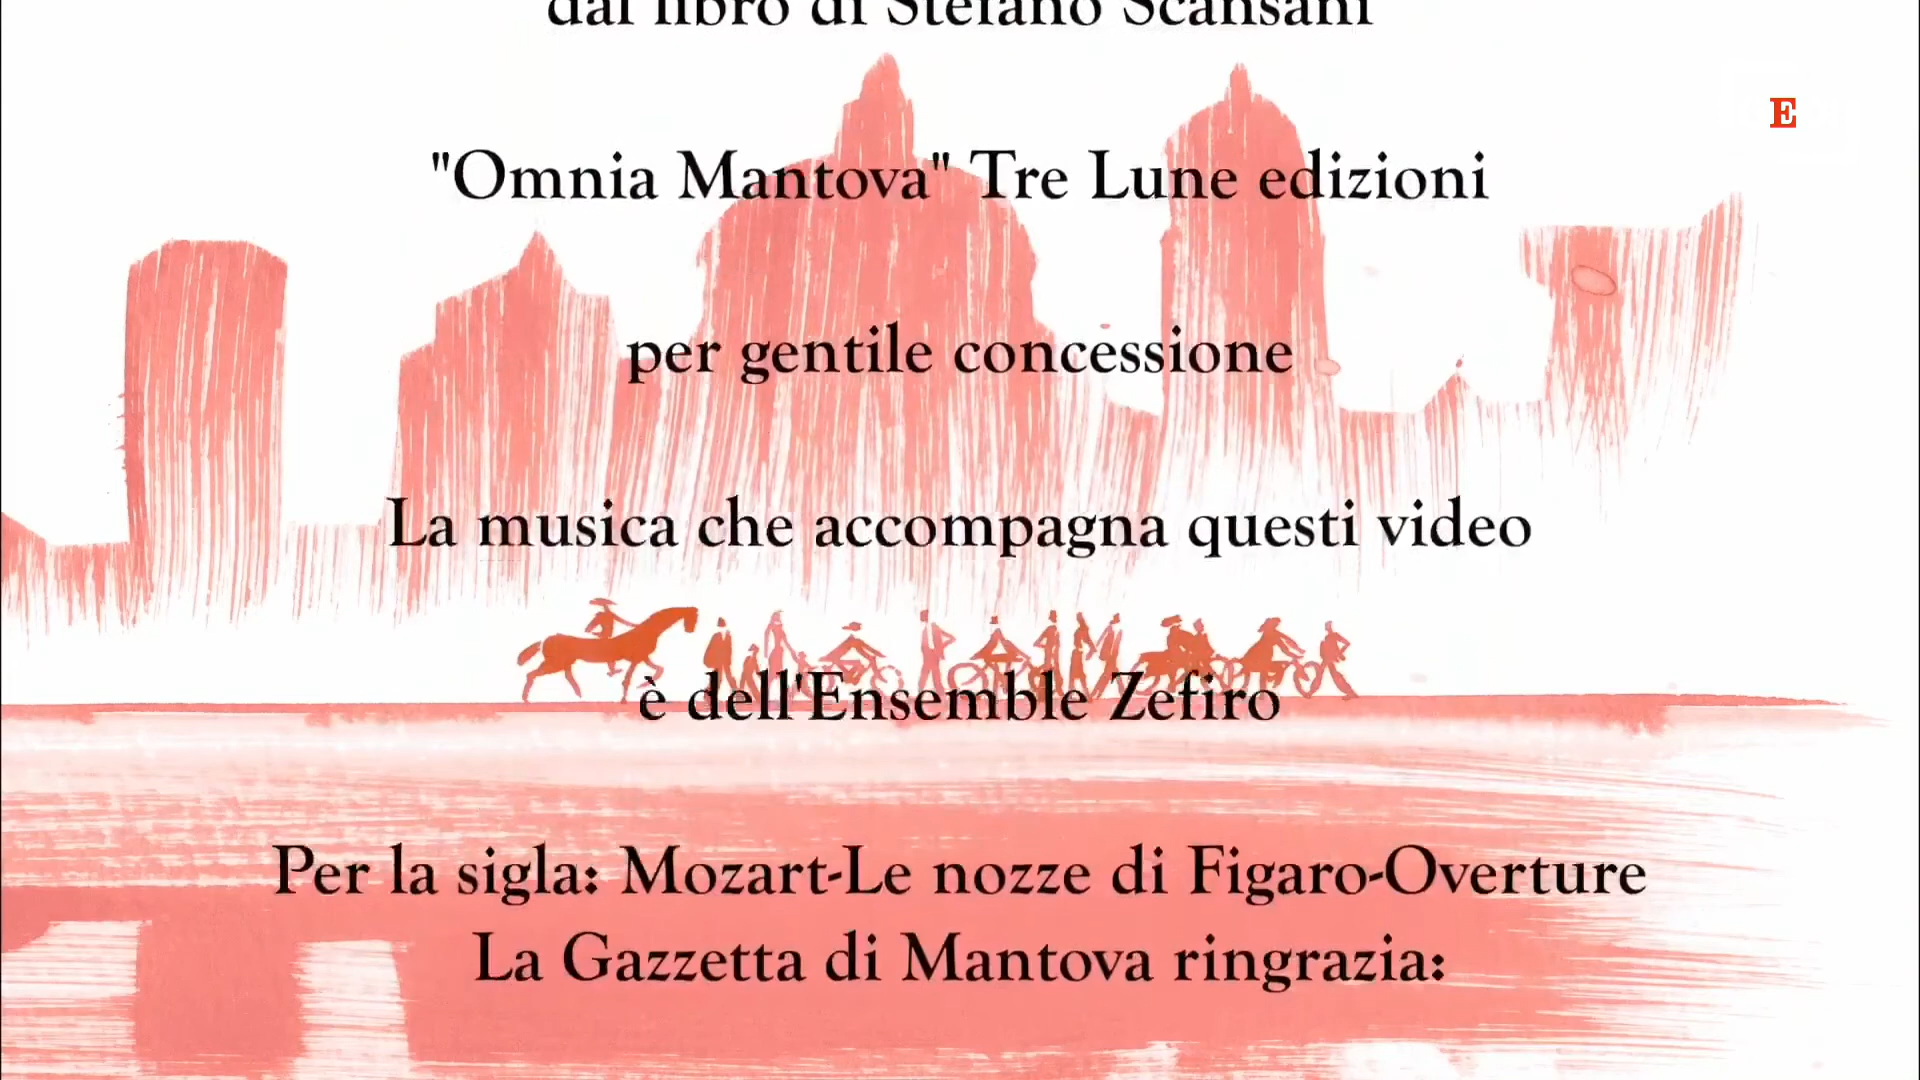 dal libro di Stefano Scansani
"Omnia Mantova" Tre Lune edizioni
E
per gentile concessione
La musica che accompagna questi video
è dell'Ensemble Zefiro
Per la sigla: Mozart-Le nozze di Figaro-Overture
La Gazzetta di Mantova ringrazia: